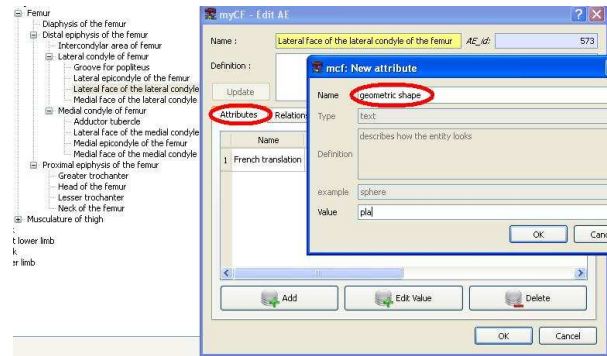 Femur
Diaphysis of the femur
Distal epiphysis of the femur
Intercondylar area of femur
Lateral condyle of femur
Groove for popliteus
Lateral epicondyle of the femur
Lateral face of the lateral condyle
Medial face of the lateral condyle
Medial condyle of femur
Adductor tubercle
Lateral face of the medial condyle
Medial epicondyle of the femur
Medial face of the medial condyle
Proximal epiphysis of the femur
Greater trochanter
Head of the femur
Lesser trochanter
Neck of the femur
Musculature of thigh
t lower limb
k
er limb
myCF - Edit AE
Name : Lateral face of the lateral condyle of the femur AE_id: 573
Definition :
Update
Attributes Relation
Name
1 French translation
Add Edit Value Delete
OK Cancel
mcf: New attribute
Name geometric shape
Type text
Definition describes how the entity looks
example sphere
Value pla
OK Canc